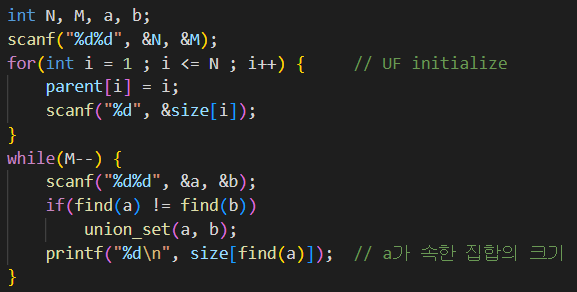 int N, M, a, b;
scanf("%d%d", &N, &M);
for(int i = 1 ; i <= N ; i++) {     // UF initialize
    parent[i] = i;
    scanf("%d", &size[i]);
}
while(M--) {
    scanf("%d%d", &a, &b);
    if(find(a) != find(b))
        union_set(a, b);
    printf("%d\n", size[find(a)]);  // a가 속한 집합의 크기
}